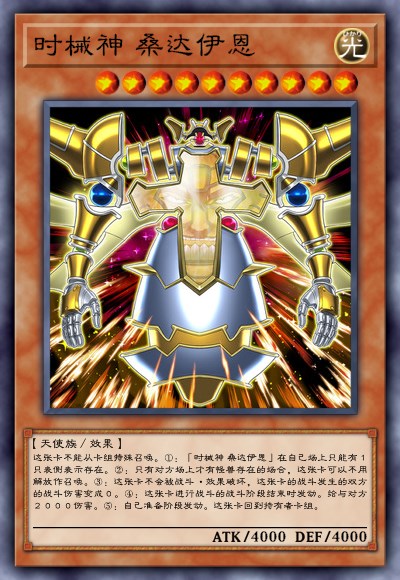 时械神 桑达伊恩
ひかり
光
【天使族/效果】
这张卡不能从卡组特殊召唤。①:「时械神 桑达伊恩」在自己场上只能有1
只表侧表示存在。②:只有对方场上才有怪兽存在的场合,这张卡可以不用
解放作召唤。③:这张卡不会被战斗·效果破坏,这张卡的战斗发生的双方
的战斗伤害变成0。④:这张卡进行战斗的战斗阶段结束时发动。给与对方
2000伤害。⑤:自己准备阶段发动。这张卡回到持有者卡组。
ATK/4000 DEF/4000